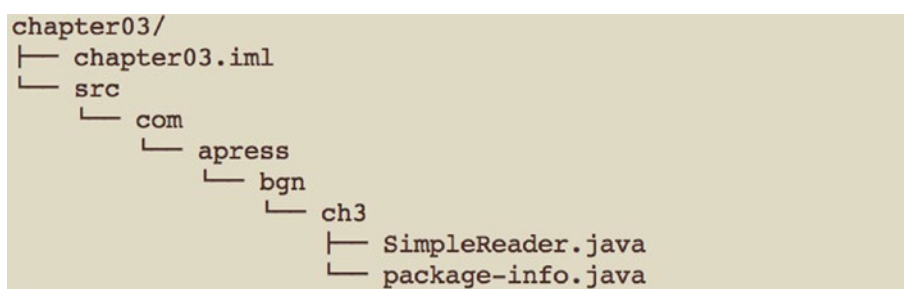 chapter03/
├── chapter03.iml
└── src
    └── com
        └── apress
            └── bgn
                └── ch3
                    ├── SimpleReader.java
                    └── package-info.java